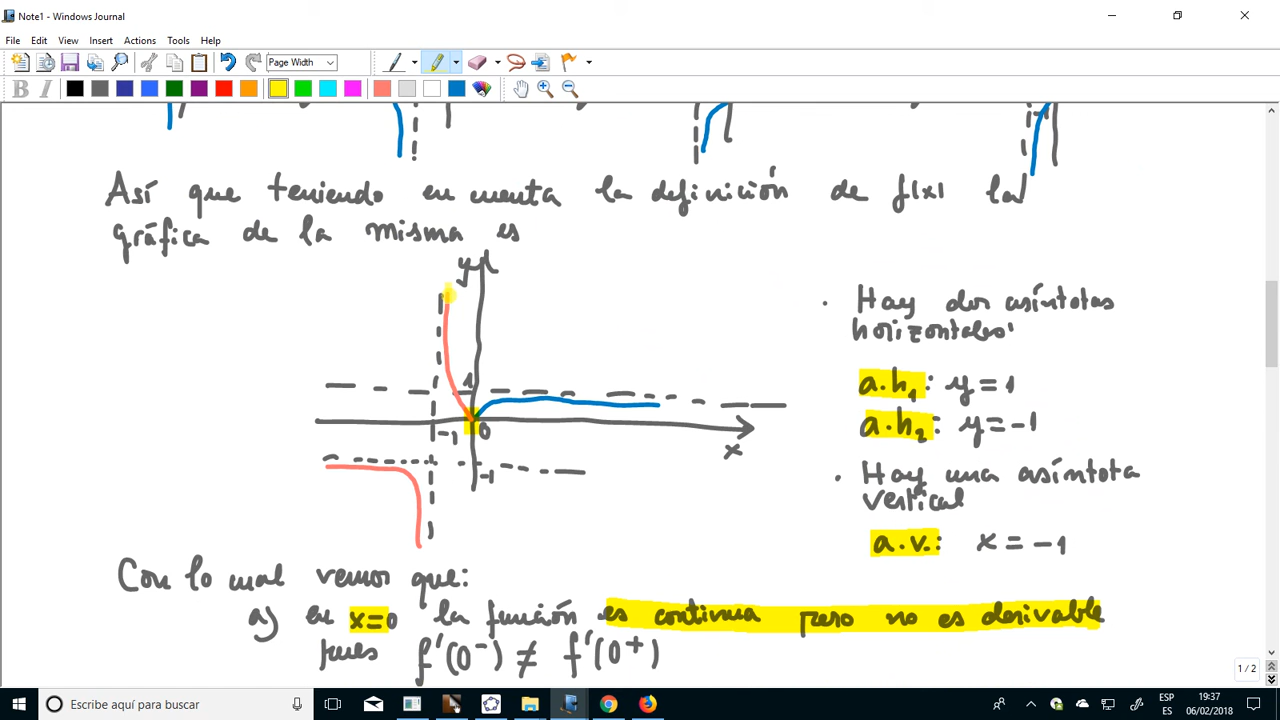 Note1 - Windows Journal
File Edit View Insert Actions Tools Help
Page Width
B I
Así que teniendo en cuenta la definición de f(x) la
gráfica de la misma es
y
1
-1
0
x
-1
· Hay dos asíntotas
horizontales
a.h1: y = 1
a.h2: y = -1
· Hay una asíntota
vertical
a.v.: x = -1
Con lo cual vemos que:
a) en x=0 la función es continua pero no es derivable
pues f'(0⁻) ≠ f'(0⁺)
1 / 2
Escribe aquí para buscar
ESP
ES
19:37
06/02/2018